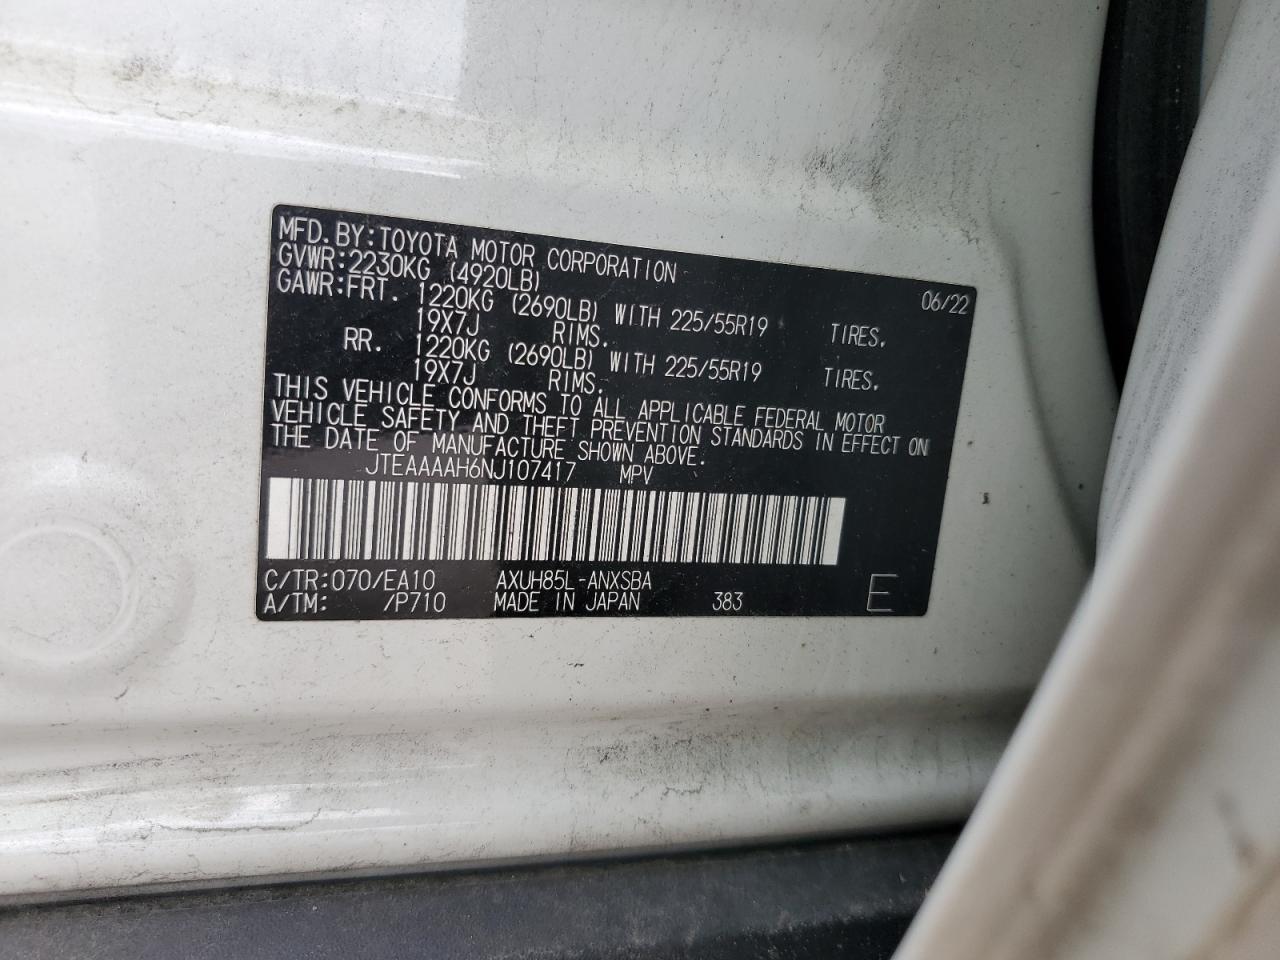 MFD. BY: TOYOTA MOTOR CORPORATION 06/22
GVWR: 2230KG (4920LB)
GAWR: FRT. 1220KG (2690LB) WITH 225/55R19 TIRES.
19X7J RIMS.
RR. 1220KG (2690LB) WITH 225/55R19 TIRES.
19X7J RIMS.
THIS VEHICLE CONFORMS TO ALL APPLICABLE FEDERAL MOTOR
VEHICLE SAFETY AND THEFT PREVENTION STANDARDS IN EFFECT ON
THE DATE OF MANUFACTURE SHOWN ABOVE.
JTEAAAAH6NJ107417 MPV
C/TR: 070/EA10 AXUH85L-ANXSBA
A/TM: /P710 MADE IN JAPAN 383 E